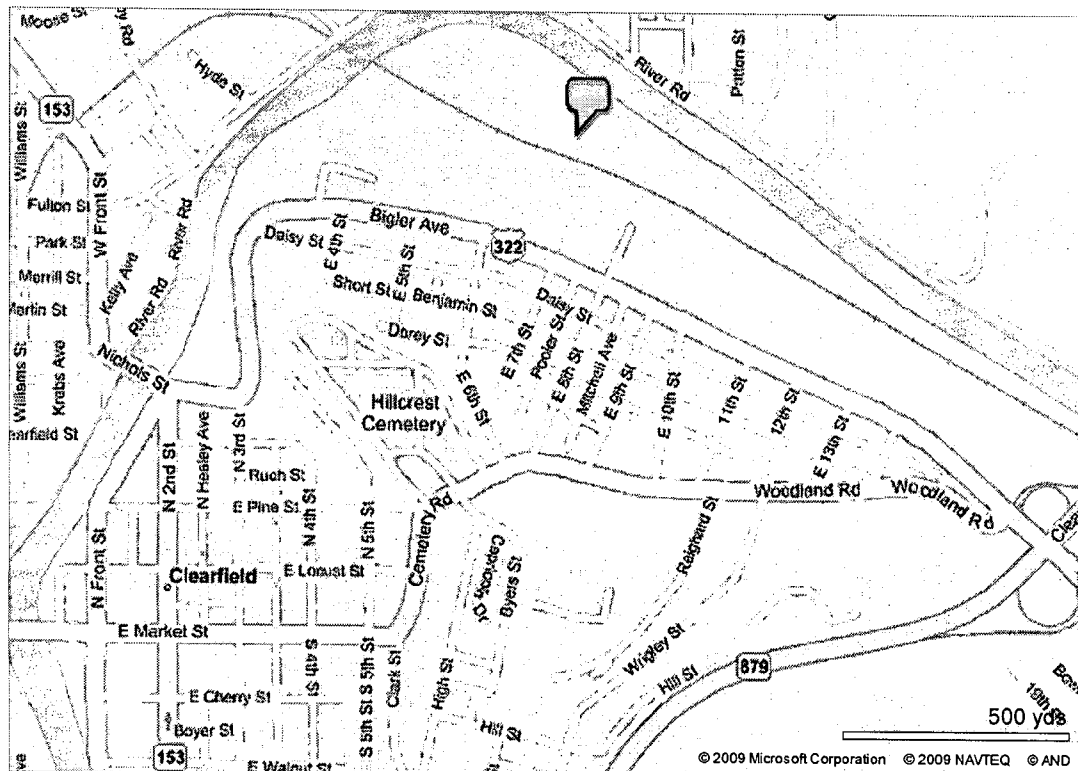 Moose St
Hyde St
River Rd
Patton St
153
Williams St
W Front St
Fulton St
Park St
Merrill St
Martin St
Kelly Ave
River Rd
River Rd
Bigler Ave
322
Daisy St
E 4th St
E 5th St
Short St
E Benjamin St
Dorey St
Daisy St
E 7th St
Pooler St
E 8th St
Mitchell Ave
E 9th St
E 6th St
E 10th St
11th St
12th St
E 13th St
Nichols St
Williams St
Krebs Ave
Hillcrest
Cemetery
N 2nd St
N Healey Ave
N 3rd St
Ruch St
E Pine St
N 4th St
N 5th St
Cemetery Rd
Woodland Rd
Woodland Rd
Reighard St
N Front St
Clearfield
E Locust St
Byers St
E Market St
S 4th St
S 5th St
S 5th St
Clark St
High St
Wrigley St
Hill St
879
E Cherry St
Boyer St
153
Hill St
E Walnut St
19th St
500 yds
© 2009 Microsoft Corporation © 2009 NAVTEQ © AND